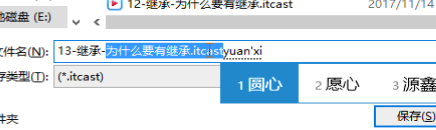 12-继承-为什么要有继承.itcast 2017/11/14
地磁盘 (E:)
文件名(N): 13-继承-为什么要有继承.itcastyuan'xi
存类型(T): (*.itcast)
1 圆心 2 愿心 3 源鑫
保存(S)
件夹